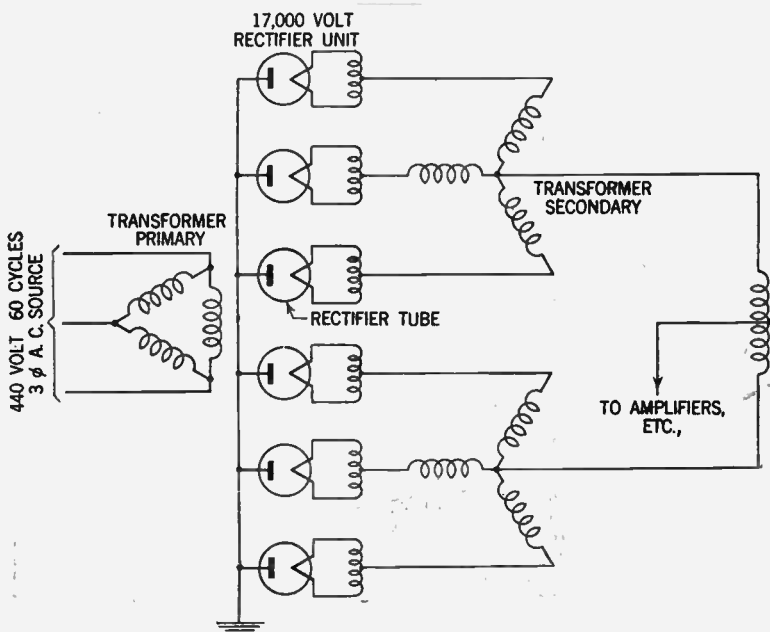 17,000 VOLT
RECTIFIER UNIT
TRANSFORMER
SECONDARY
TRANSFORMER
PRIMARY
440 VOLT 60 CYCLES
3 ϕ A. C. SOURCE
RECTIFIER TUBE
TO AMPLIFIERS,
ETC.,